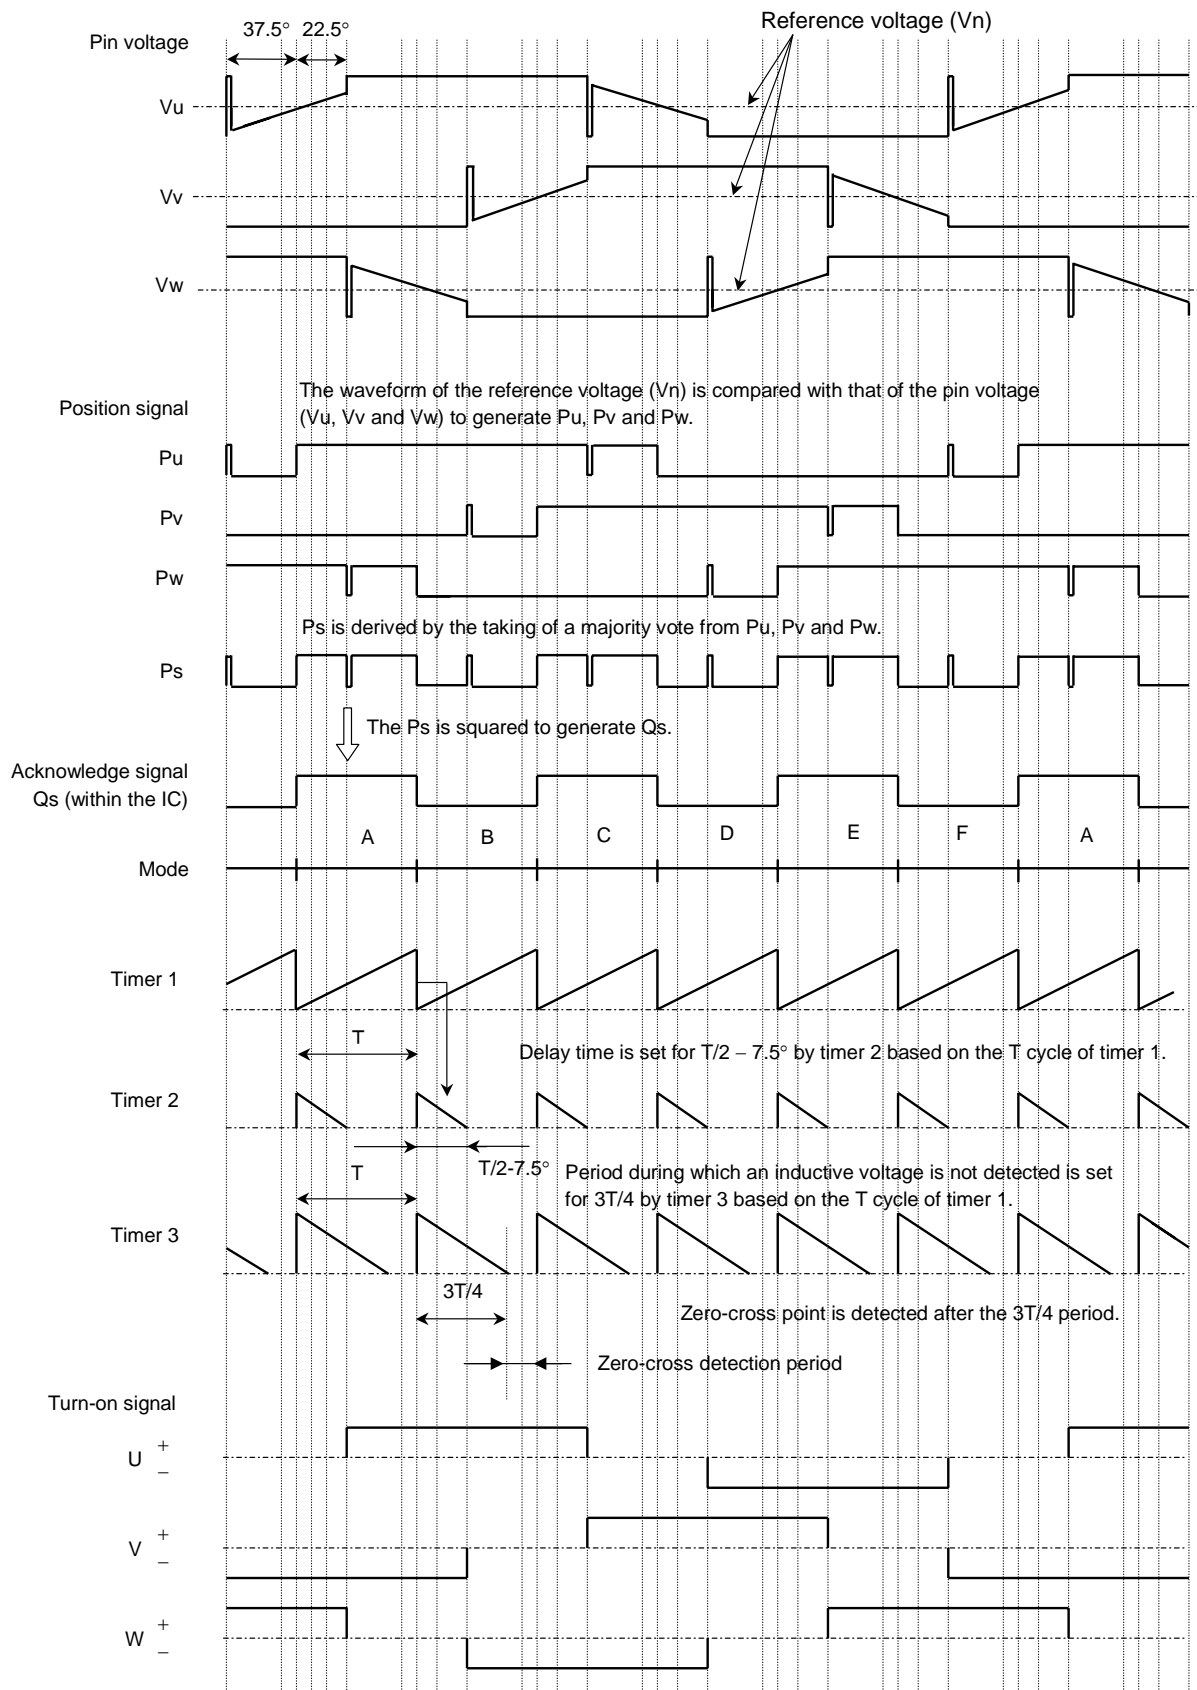 Reference voltage (Vn)
37.5° 22.5°
Pin voltage
Vu
Vv
Vw
The waveform of the reference voltage (Vn) is compared with that of the pin voltage
(Vu, Vv and Vw) to generate Pu, Pv and Pw.
Position signal
Pu
Pv
Pw
Ps is derived by the taking of a majority vote from Pu, Pv and Pw.
Ps
The Ps is squared to generate Qs.
Acknowledge signal
Qs (within the IC)
A B C D E F A
Mode
Timer 1
T
Delay time is set for T/2 − 7.5° by timer 2 based on the T cycle of timer 1.
Timer 2
T/2-7.5°
T
Period during which an inductive voltage is not detected is set
for 3T/4 by timer 3 based on the T cycle of timer 1.
Timer 3
3T/4
Zero-cross point is detected after the 3T/4 period.
Zero-cross detection period
Turn-on signal
U + −
V + −
W + −